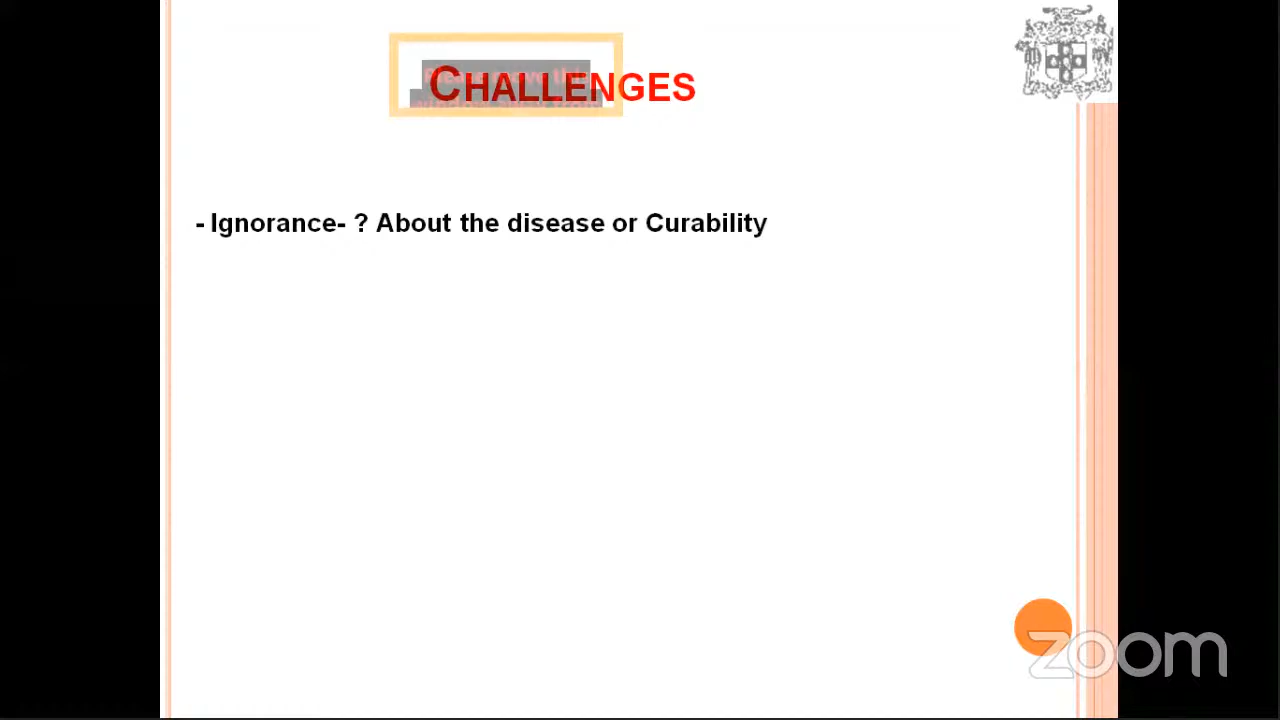 CHALLENGES
- Ignorance- ? About the disease or Curability
zoom